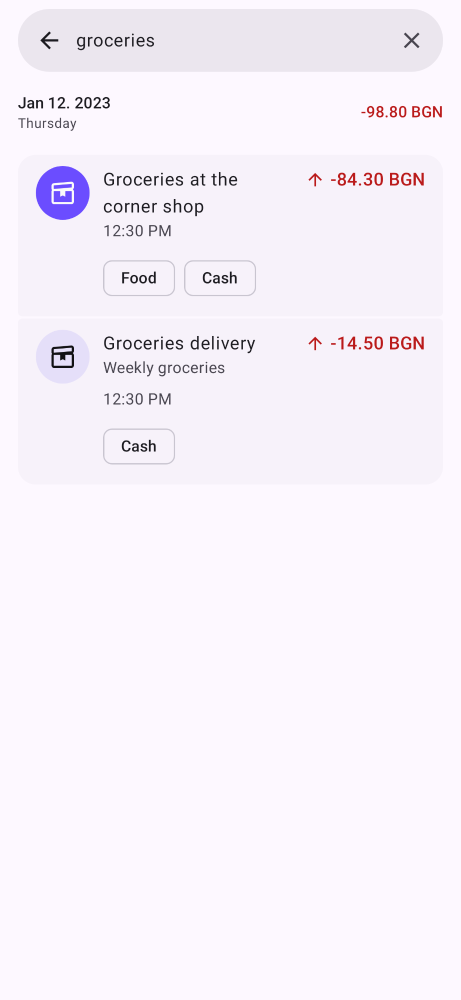 groceries
Jan 12. 2023
Thursday
-98.80 BGN
Groceries at the
corner shop
-84.30 BGN
12:30 PM
Food
Cash
Groceries delivery
-14.50 BGN
Weekly groceries
12:30 PM
Cash